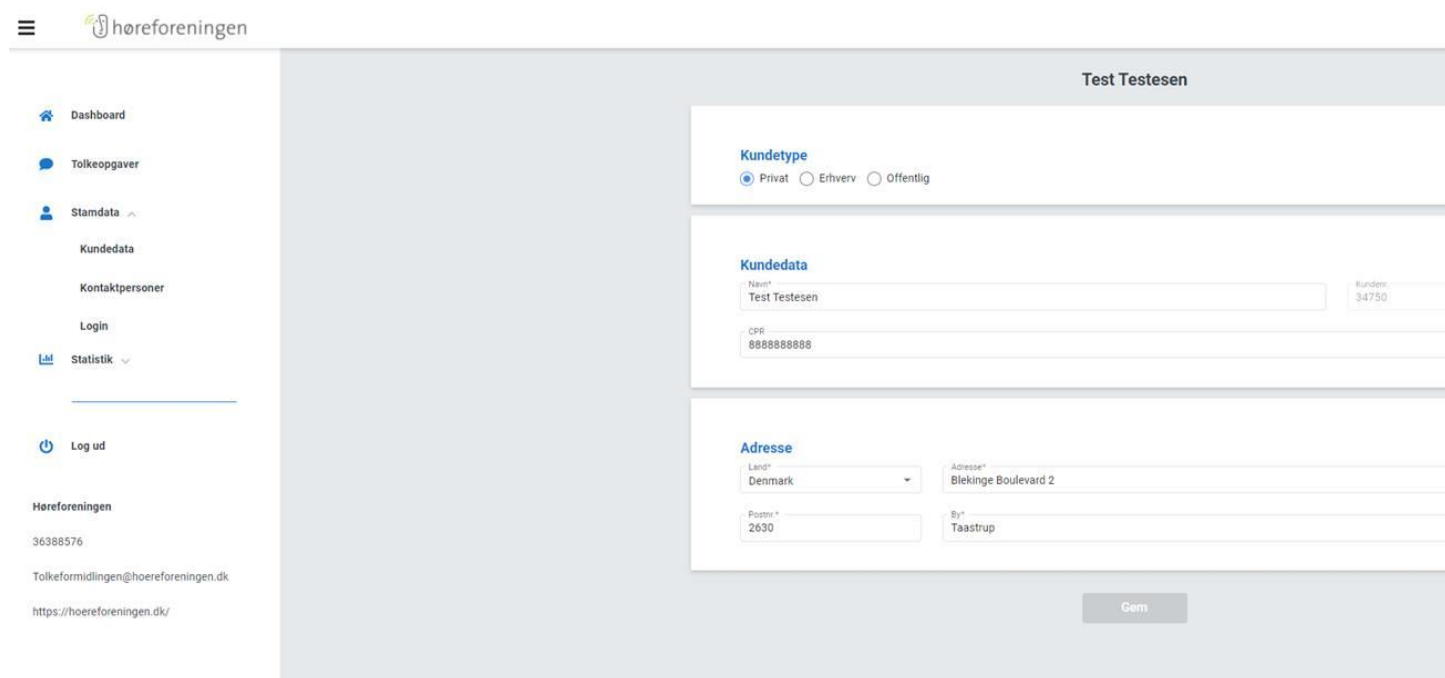 høreforeningen
Dashboard
Tolkeopgaver
Stamdata
Kundedata
Kontaktpersoner
Login
Statistik
Log ud
Høreforeningen
36388576
Tolkeformidlingen@hoereforeningen.dk
https://hoereforeningen.dk/
Test Testesen
Kundetype
Privat Erhverv Offentlig
Kundedata
Navn* Kundenr.
Test Testesen 34750
CPR
8888888888
Adresse
Land* Adresse*
Denmark Blekinge Boulevard 2
Postnr.* By*
2630 Taastrup
Gem